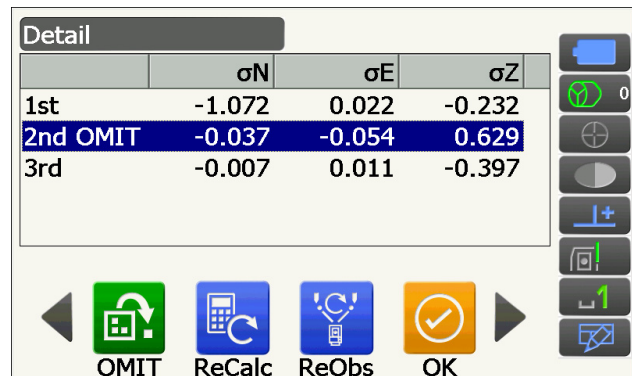 Detail
σN σE σZ
1st -1.072 0.022 -0.232
2nd OMIT -0.037 -0.054 0.629
3rd -0.007 0.011 -0.397
0
1
OMIT ReCalc ReObs OK